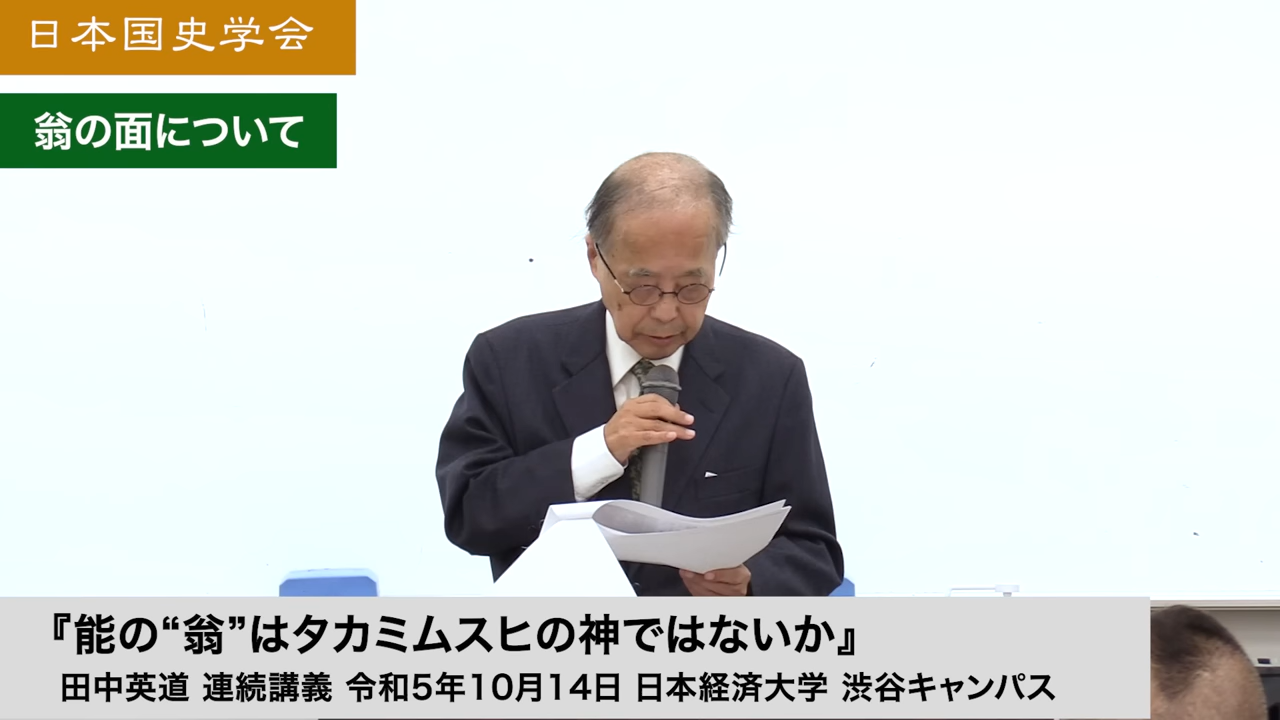 日本国史学会
翁の面について
『能の“翁”はタカミムスヒの神ではないか』
田中英道 連続講義 令和5年10月14日 日本経済大学 渋谷キャンパス